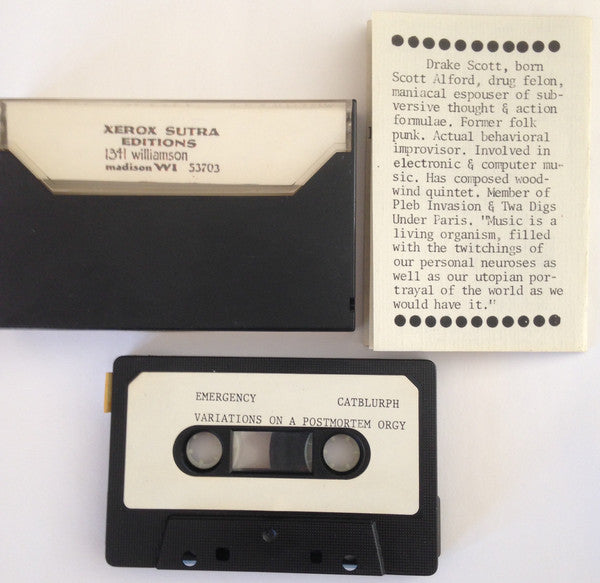 XEROX SUTRA
EDITIONS
1341 williamson
madison WI 53703
Drake Scott, born
Scott Alford, drug felon,
maniacal espouser of sub-
versive thought & action
formulae. Former folk
punk. Actual behavioral
improvisor. Involved in
electronic & computer mu-
sic. Has composed wood-
wind quintet. Member of
Pleb Invasion & Twa Digs
Under Paris. "Music is a
living organism, filled
with the twitchings of
our personal neuroses as
well as our utopian por-
trayal of the world as we
would have it."
EMERGENCY CATBLURPH
VARIATIONS ON A POSTMORTEM ORGY